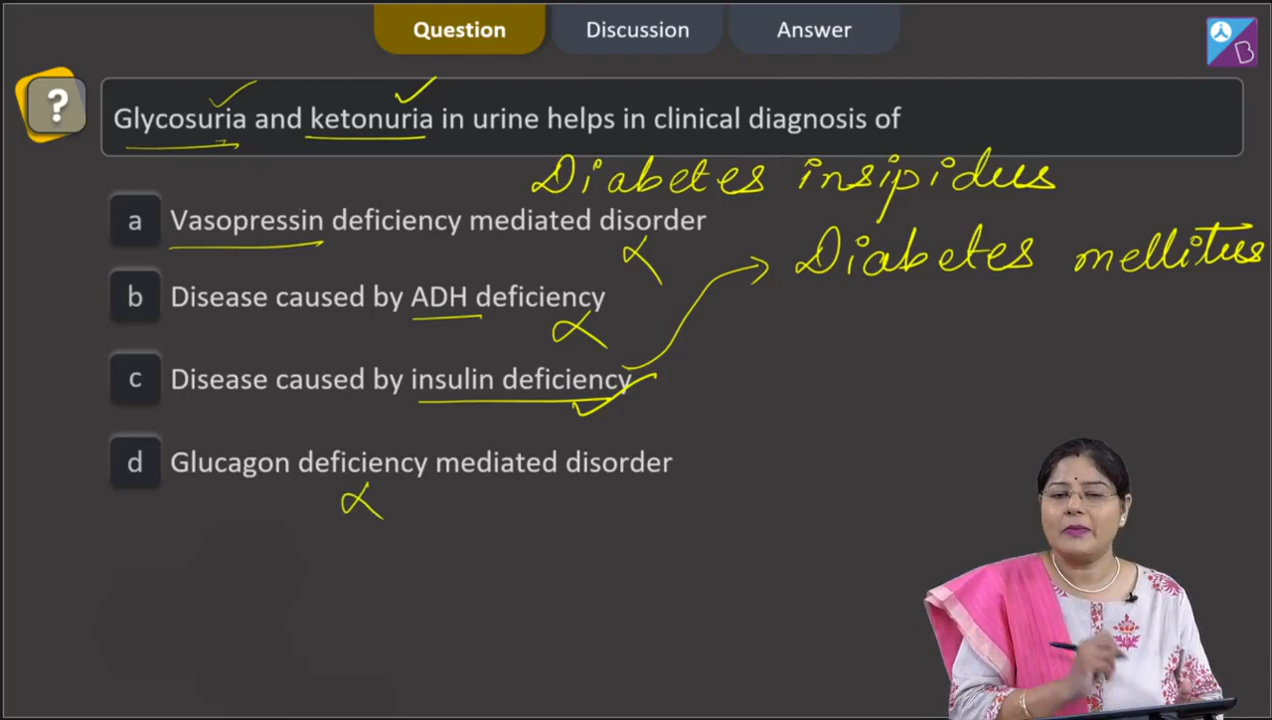 Question Discussion Answer
B
?
Glycosuria and ketonuria in urine helps in clinical diagnosis of
Diabetes insipidus
a Vasopressin deficiency mediated disorder
Diabetes mellitus
b Disease caused by ADH deficiency
c Disease caused by insulin deficiency
d Glucagon deficiency mediated disorder